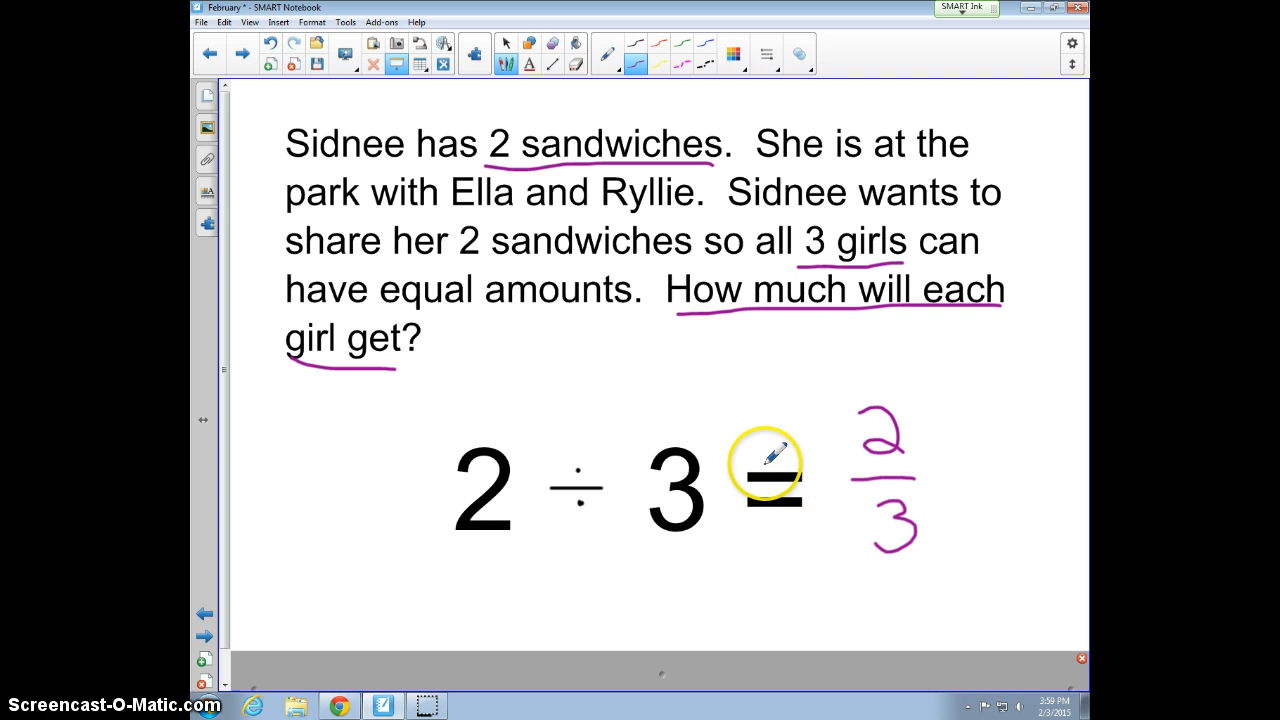 February * - SMART Notebook
SMART Ink
File Edit View Insert Format Tools Add-ons Help
Sidnee has 2 sandwiches. She is at the
park with Ella and Ryllie. Sidnee wants to
share her 2 sandwiches so all 3 girls can
have equal amounts. How much will each
girl get?
2 ÷ 3 = 2/3
Screencast-O-Matic.com
3:59 PM
2/3/2015